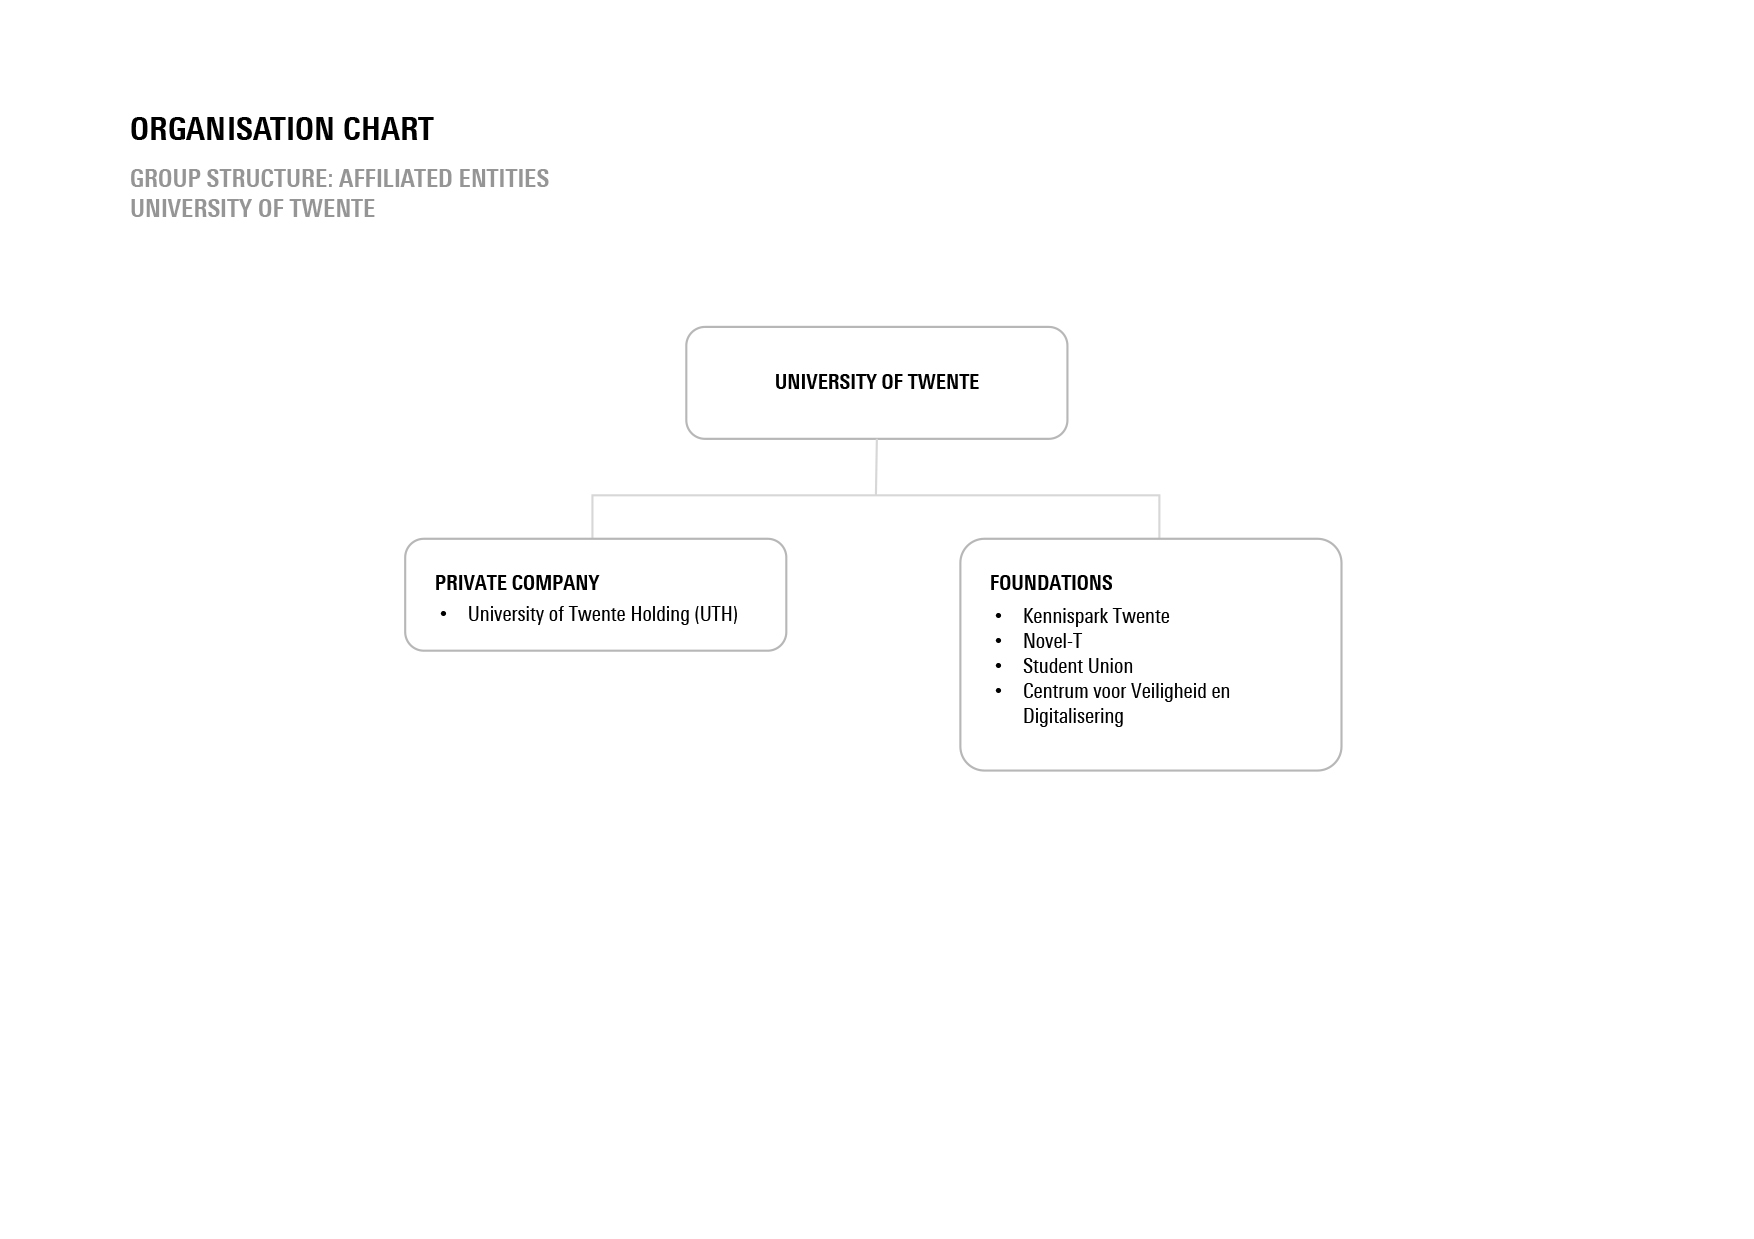 ORGANISATION CHART
GROUP STRUCTURE: AFFILIATED ENTITIES
UNIVERSITY OF TWENTE
UNIVERSITY OF TWENTE
PRIVATE COMPANY
• University of Twente Holding (UTH)
FOUNDATIONS
• Kennispark Twente
• Novel-T
• Student Union
• Centrum voor Veiligheid en
Digitalisering